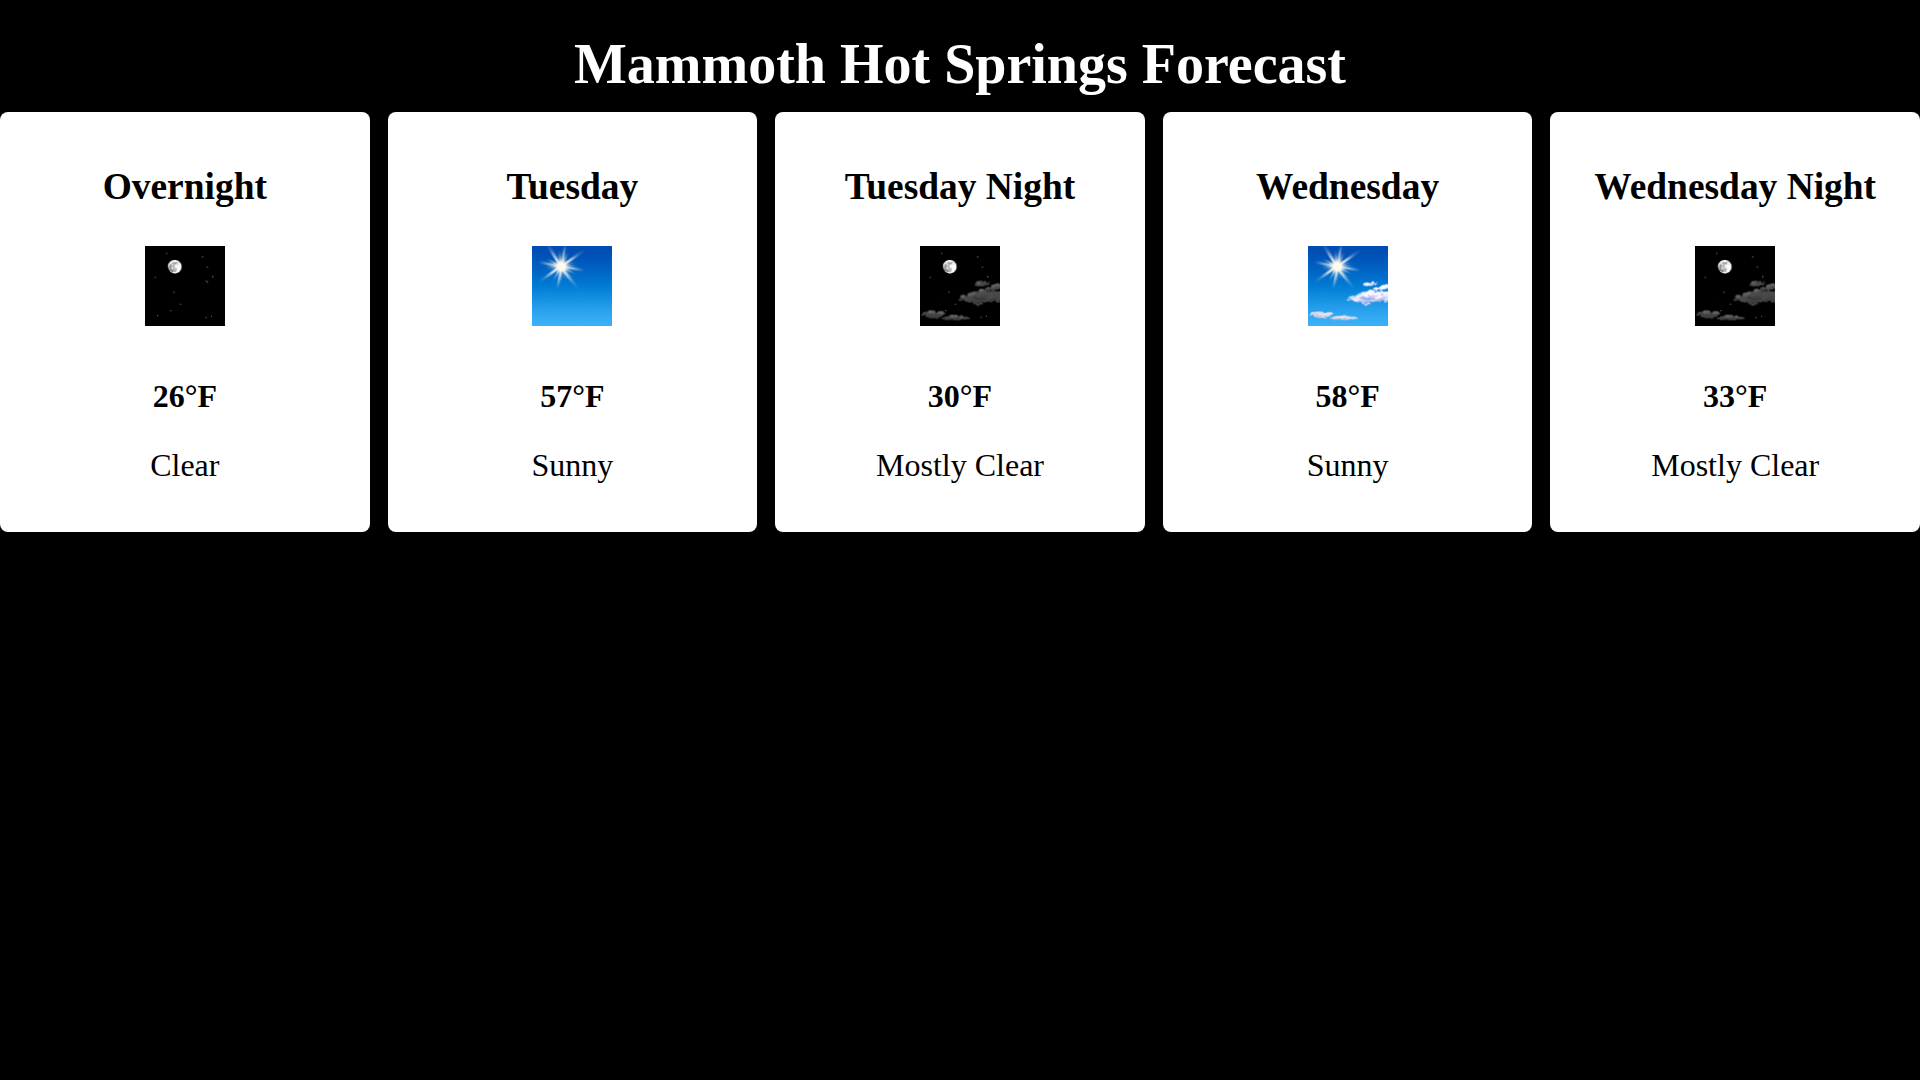 Mammoth Hot Springs Forecast
Overnight
26°F
Clear
Tuesday
57°F
Sunny
Tuesday Night
30°F
Mostly Clear
Wednesday
58°F
Sunny
Wednesday Night
33°F
Mostly Clear